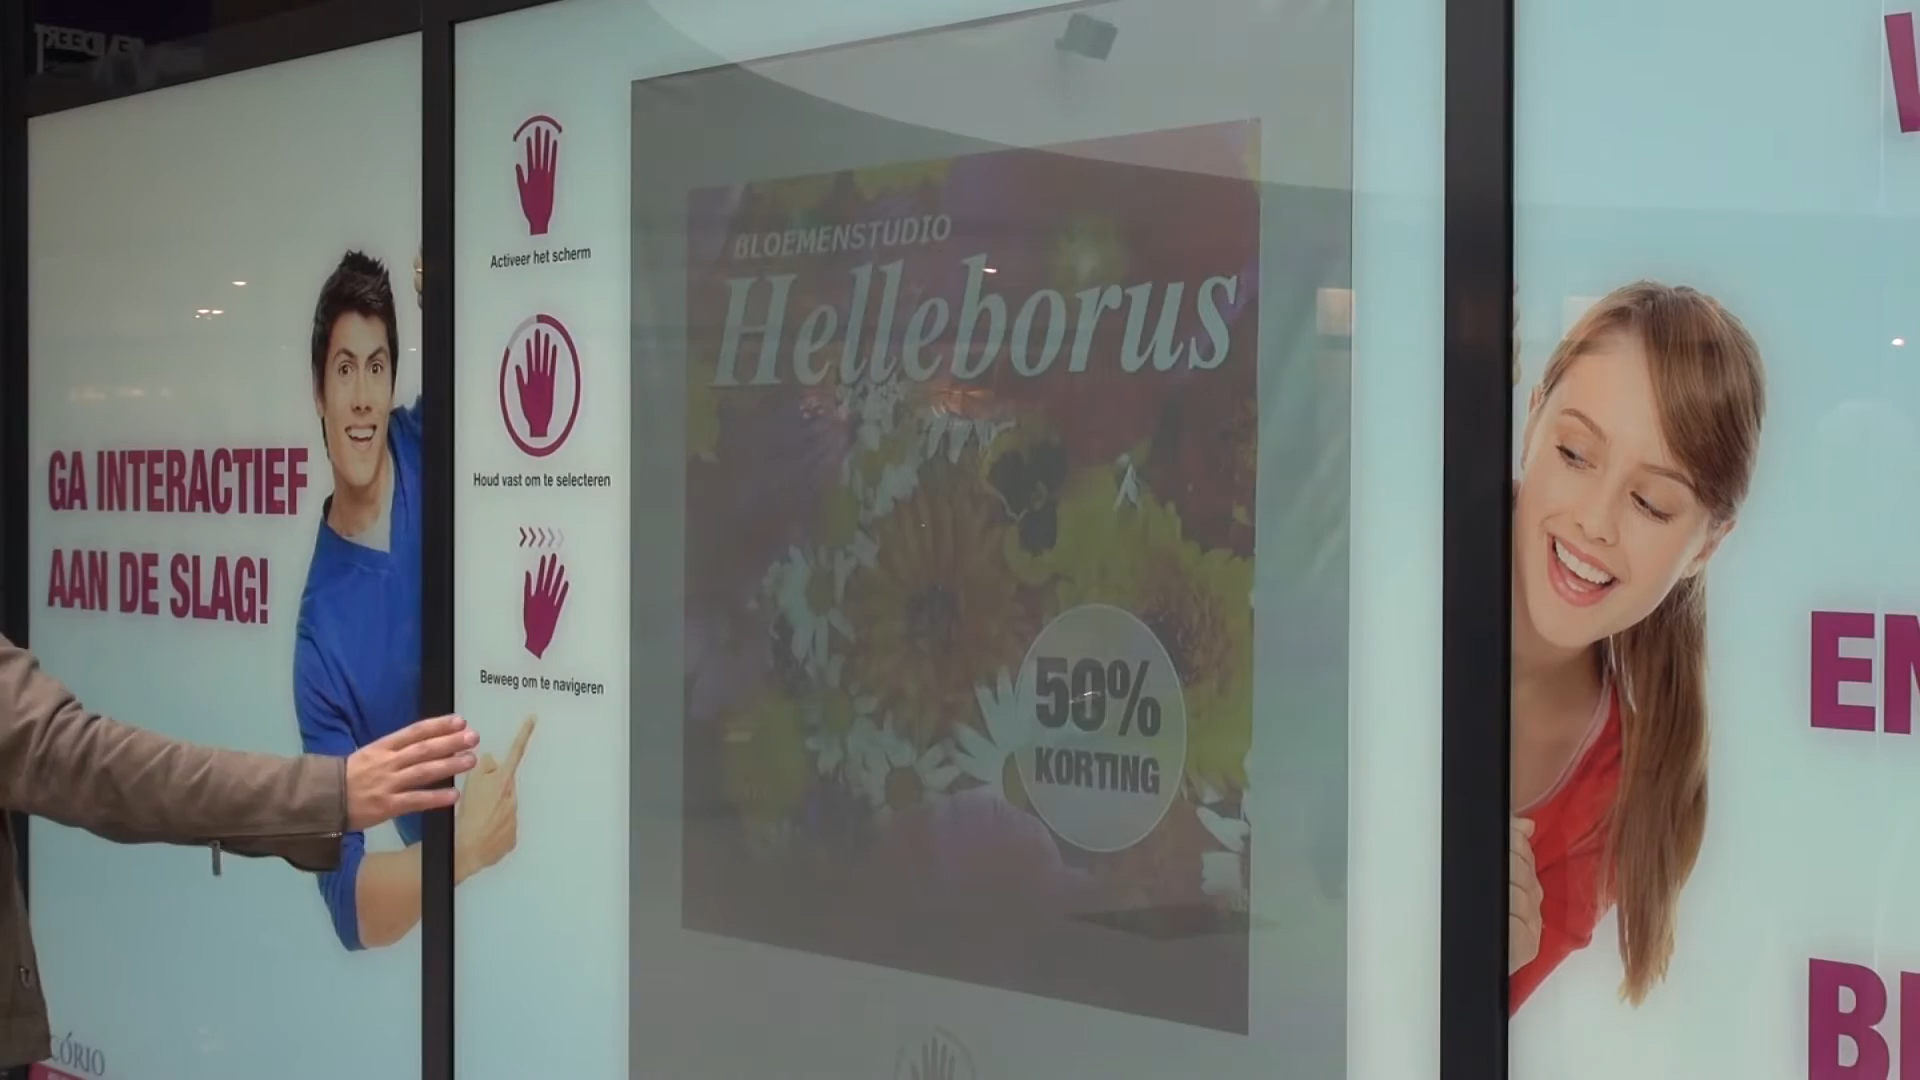 GA INTERACTIEF
AAN DE SLAG!
Activeer het scherm
Houd vast om te selecteren
Beweeg om te navigeren
BLOEMENSTUDIO
Helleborus
50%
KORTING
CÓRIO